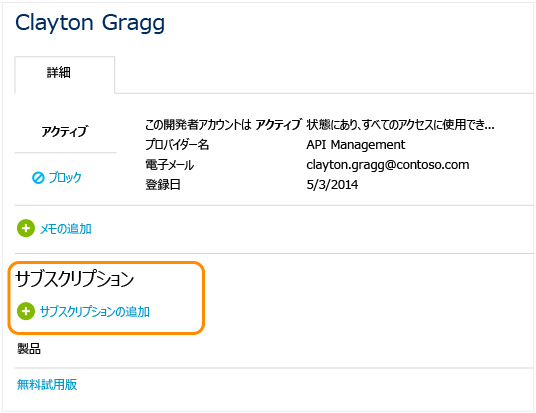 Clayton Gragg
詳細
アクティブ
この開発者アカウントは アクティブ 状態にあり、すべてのアクセスに使用でき...
プロバイダー名 API Management
電子メール clayton.gragg@contoso.com
登録日 5/3/2014
ブロック
メモの追加
サブスクリプション
サブスクリプションの追加
製品
無料試用版